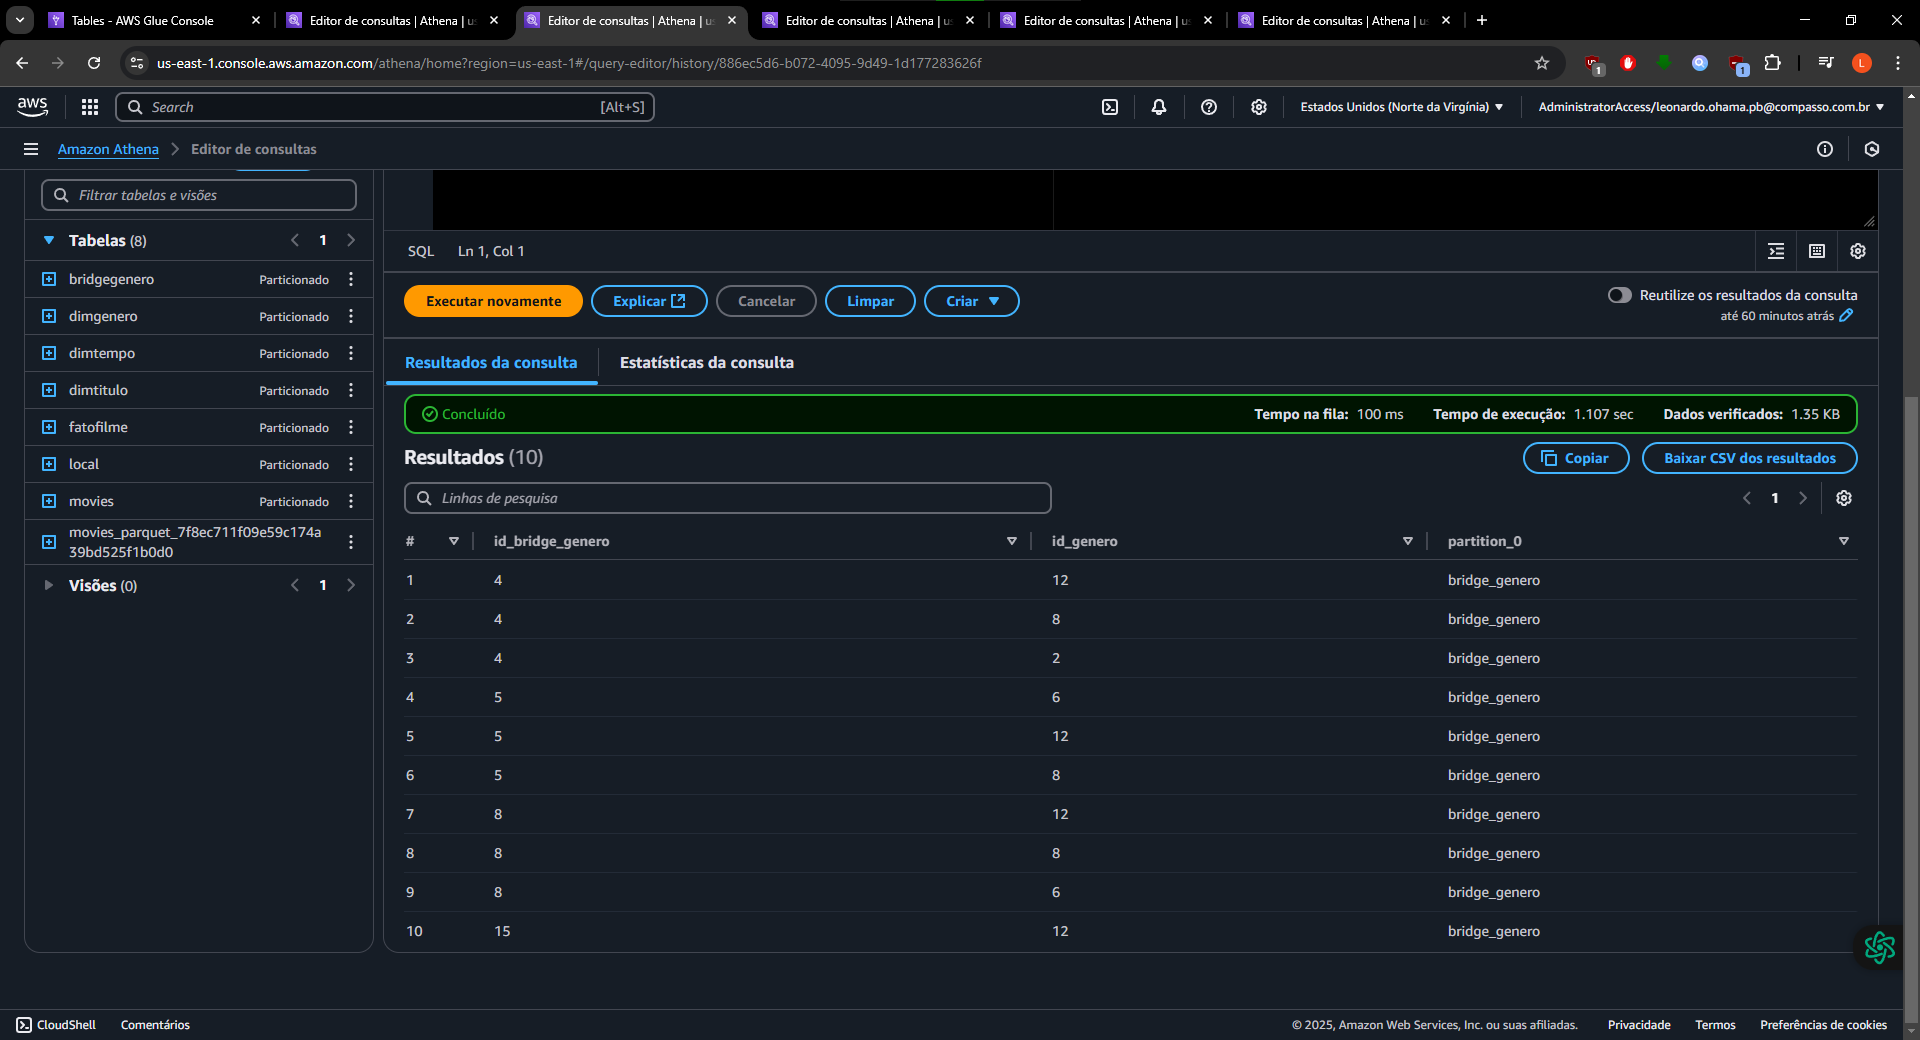 Tables - AWS Glue Console
Editor de consultas | Athena | us
Editor de consultas | Athena | us
Editor de consultas | Athena | us
Editor de consultas | Athena | us
Editor de consultas | Athena | us
us-east-1.console.aws.amazon.com/athena/home?region=us-east-1#/query-editor/history/886ec5d6-b072-4095-9d49-1d177283626f
1
1
L
aws
Search [Alt+S]
Estados Unidos (Norte da Virgínia)
AdministratorAccess/leonardo.ohama.pb@compasso.com.br
Amazon Athena > Editor de consultas
Filtrar tabelas e visões
Tabelas (8) 1
bridgegenero Particionado
dimgenero Particionado
dimtempo Particionado
dimtitulo Particionado
fatofilme Particionado
local Particionado
movies Particionado
movies_parquet_7f8ec711f09e59c174a
39bd525f1b0d0
Visões (0) 1
SQL Ln 1, Col 1
Executar novamente Explicar Cancelar Limpar Criar
Reutilize os resultados da consulta
até 60 minutos atrás
Resultados da consulta Estatísticas da consulta
Concluído Tempo na fila: 100 ms Tempo de execução: 1.107 sec Dados verificados: 1.35 KB
Resultados (10) Copiar Baixar CSV dos resultados
Linhas de pesquisa 1
# id_bridge_genero id_genero partition_0
1 4 12 bridge_genero
2 4 8 bridge_genero
3 4 2 bridge_genero
4 5 6 bridge_genero
5 5 12 bridge_genero
6 5 8 bridge_genero
7 8 12 bridge_genero
8 8 8 bridge_genero
9 8 6 bridge_genero
10 15 12 bridge_genero
CloudShell Comentários © 2025, Amazon Web Services, Inc. ou suas afiliadas. Privacidade Termos Preferências de cookies